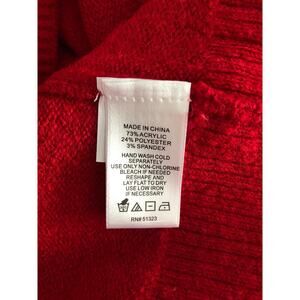 MADE IN CHINA
73% ACRYLIC
24% POLYESTER
3% SPANDEX
HAND WASH COLD
SEPARATELY
USE ONLY NON-CHLORINE
BLEACH IF NEEDED
RESHAPE AND
LAY FLAT TO DRY
USE LOW IRON
IF NECESSARY
RN# 51323